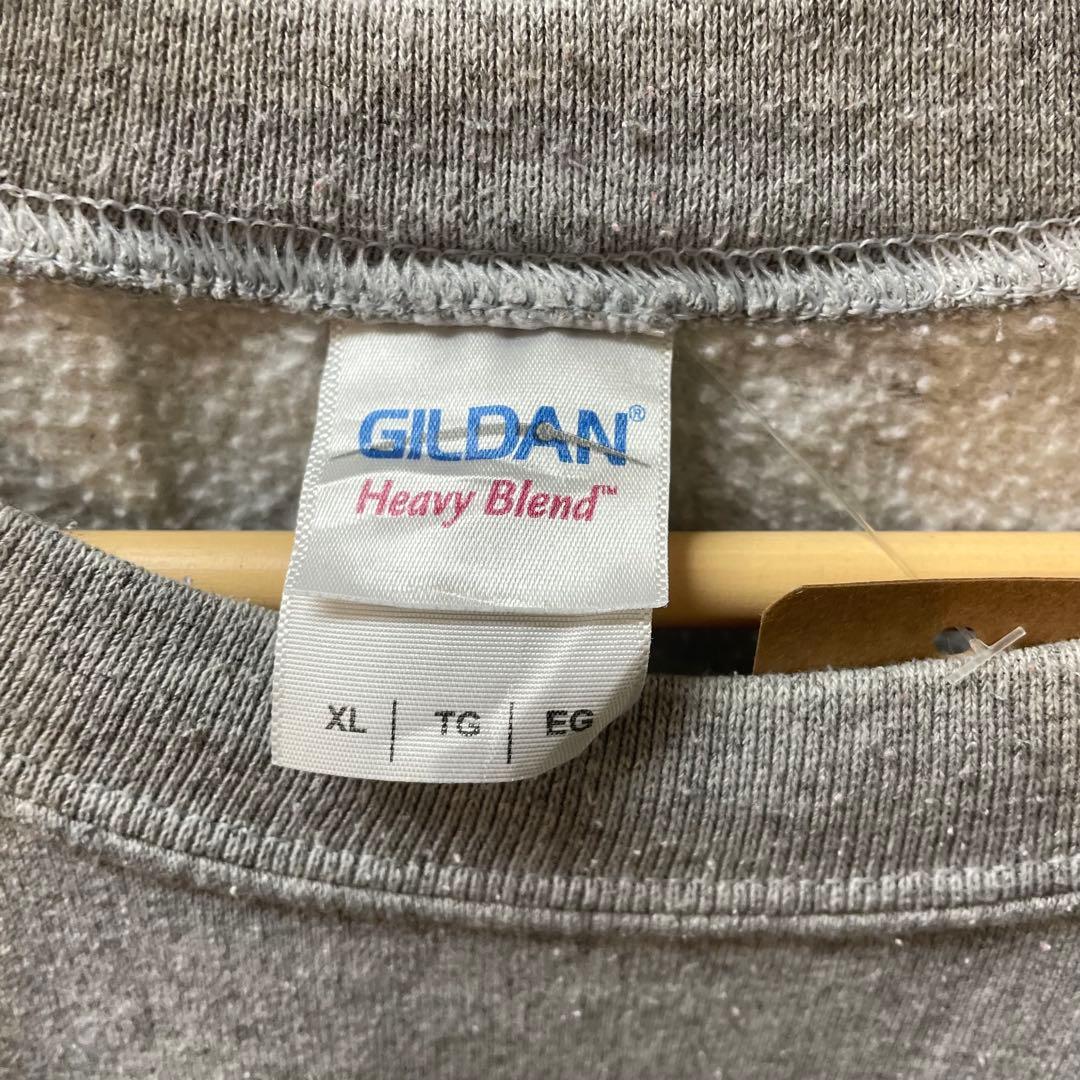 GILDAN®
Heavy Blend™
XL | TG | EG